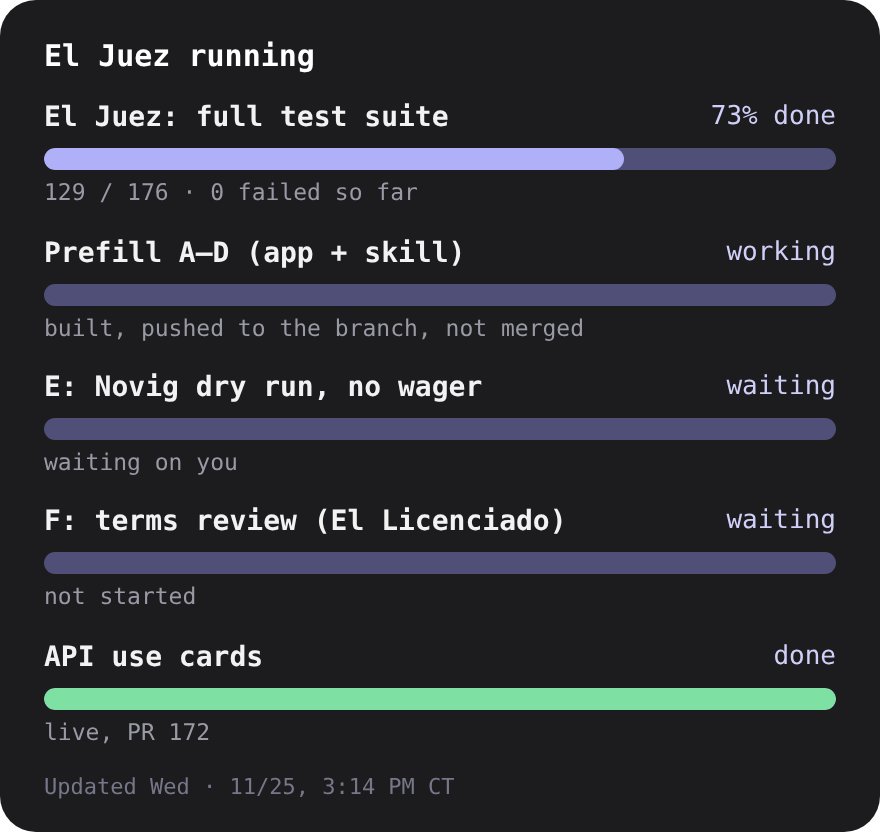 El Juez running
El Juez: full test suite 73% done
129 / 176 · 0 failed so far
Prefill A–D (app + skill) working
built, pushed to the branch, not merged
E: Novig dry run, no wager waiting
waiting on you
F: terms review (El Licenciado) waiting
not started
API use cards done
live, PR 172
Updated Wed · 11/25, 3:14 PM CT